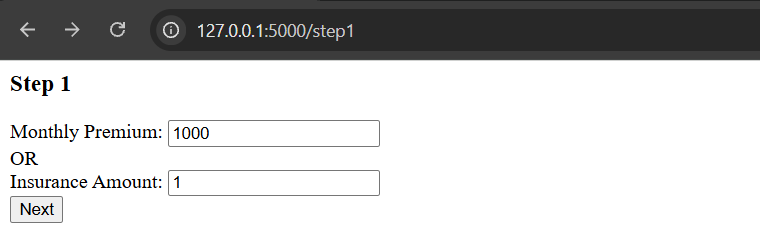 127.0.0.1:5000/step1
Step 1
Monthly Premium: 1000
OR
Insurance Amount: 1
Next